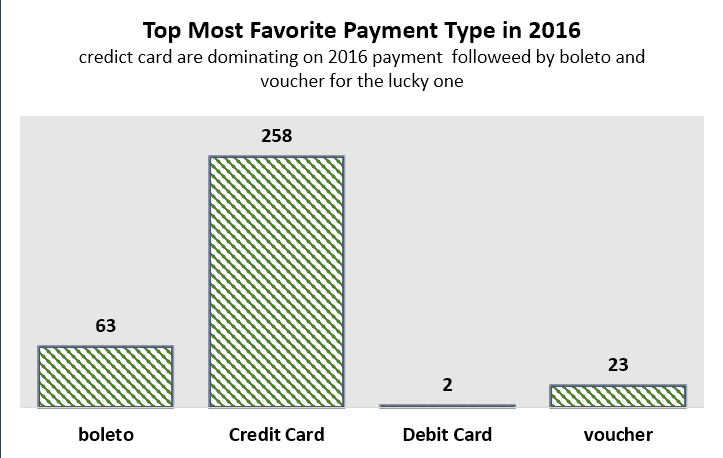 Top Most Favorite Payment Type in 2016
credict card are dominating on 2016 payment  followeed by boleto and
voucher for the lucky one
258
63
23
2
boleto
Credit Card
Debit Card
voucher